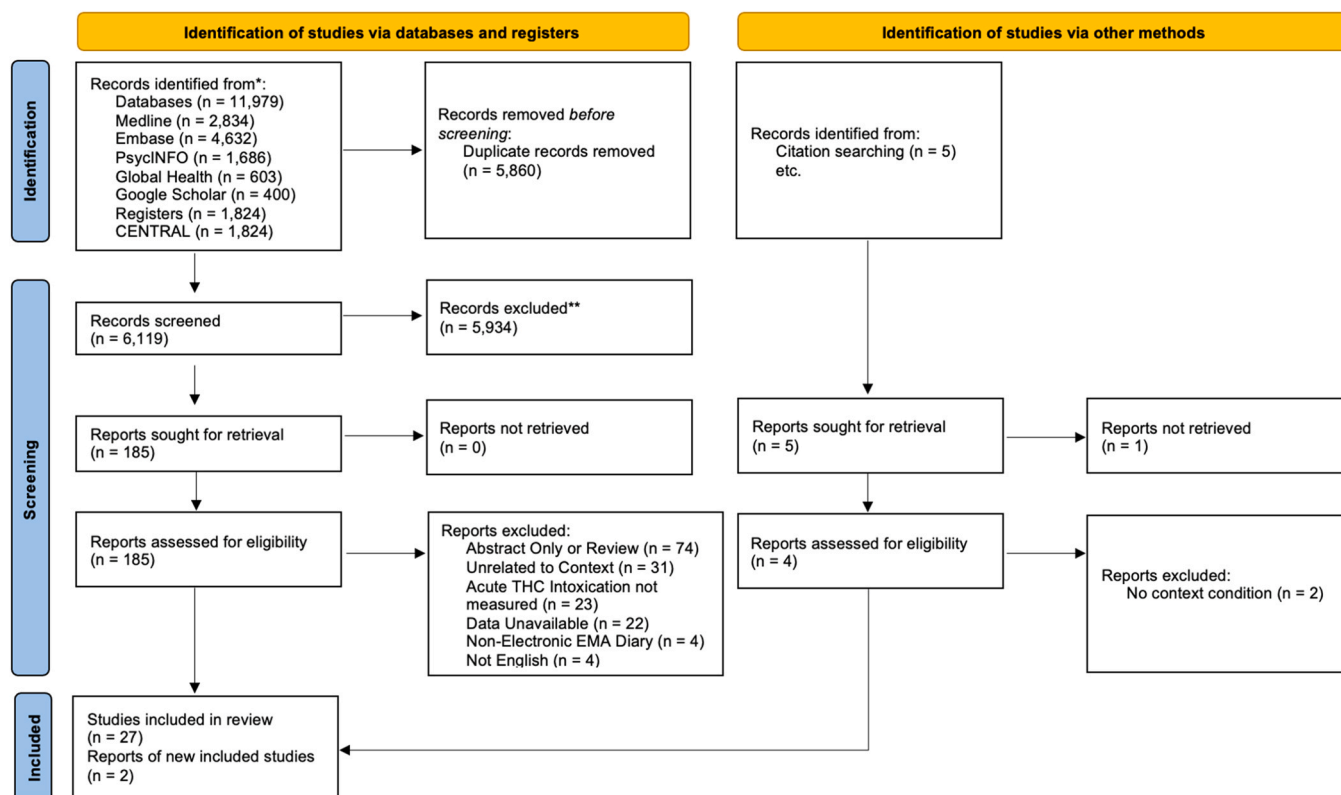 Identification of studies via databases and registers
Identification of studies via other methods
Identification
Records identified from*:
Databases (n = 11,979)
Medline (n = 2,834)
Embase (n = 4,632)
PsycINFO (n = 1,686)
Global Health (n = 603)
Google Scholar (n = 400)
Registers (n = 1,824)
CENTRAL (n = 1,824)
Records removed before
screening:
Duplicate records removed
(n = 5,860)
Records identified from:
Citation searching (n = 5)
etc.
Screening
Records screened
(n = 6,119)
Records excluded**
(n = 5,934)
Reports sought for retrieval
(n = 185)
Reports not retrieved
(n = 0)
Reports sought for retrieval
(n = 5)
Reports not retrieved
(n = 1)
Reports assessed for eligibility
(n = 185)
Reports excluded:
Abstract Only or Review (n = 74)
Unrelated to Context (n = 31)
Acute THC Intoxication not
measured (n = 23)
Data Unavailable (n = 22)
Non-Electronic EMA Diary (n = 4)
Not English (n = 4)
Reports assessed for eligibility
(n = 4)
Reports excluded:
No context condition (n = 2)
Included
Studies included in review
(n = 27)
Reports of new included studies
(n = 2)